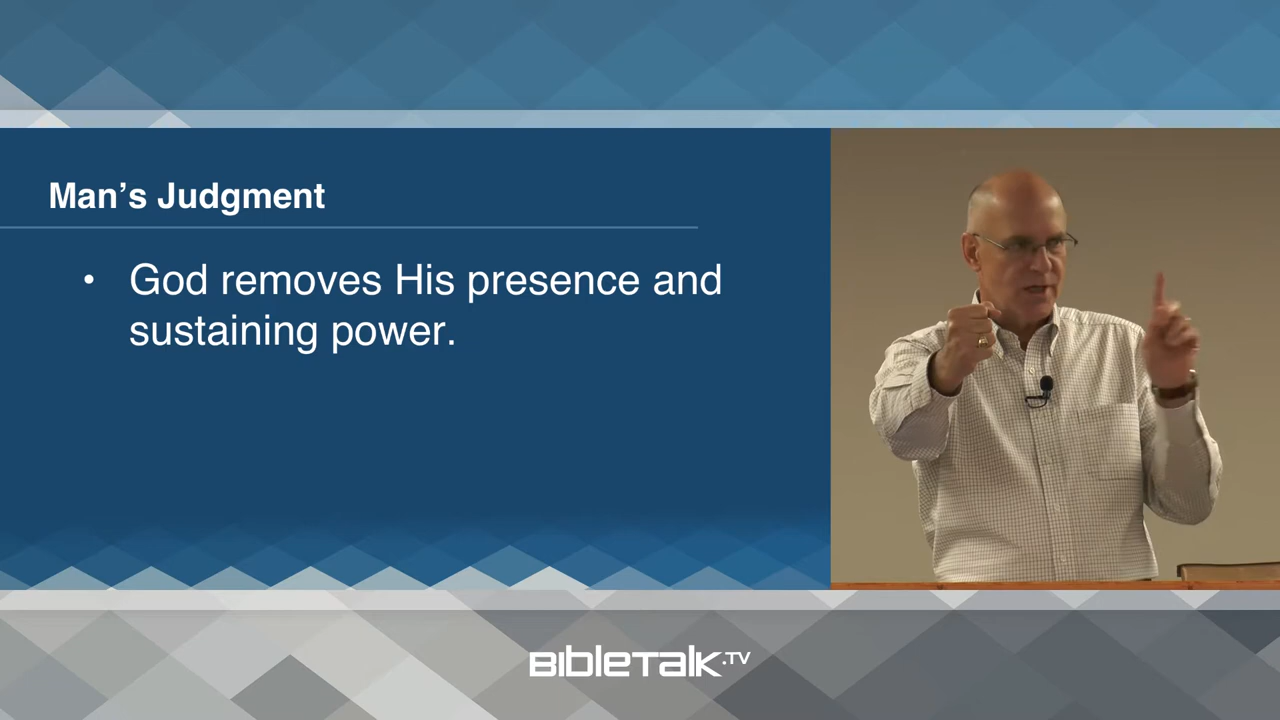 Man's Judgment
• God removes His presence and
sustaining power.
BIBLETALK.TV